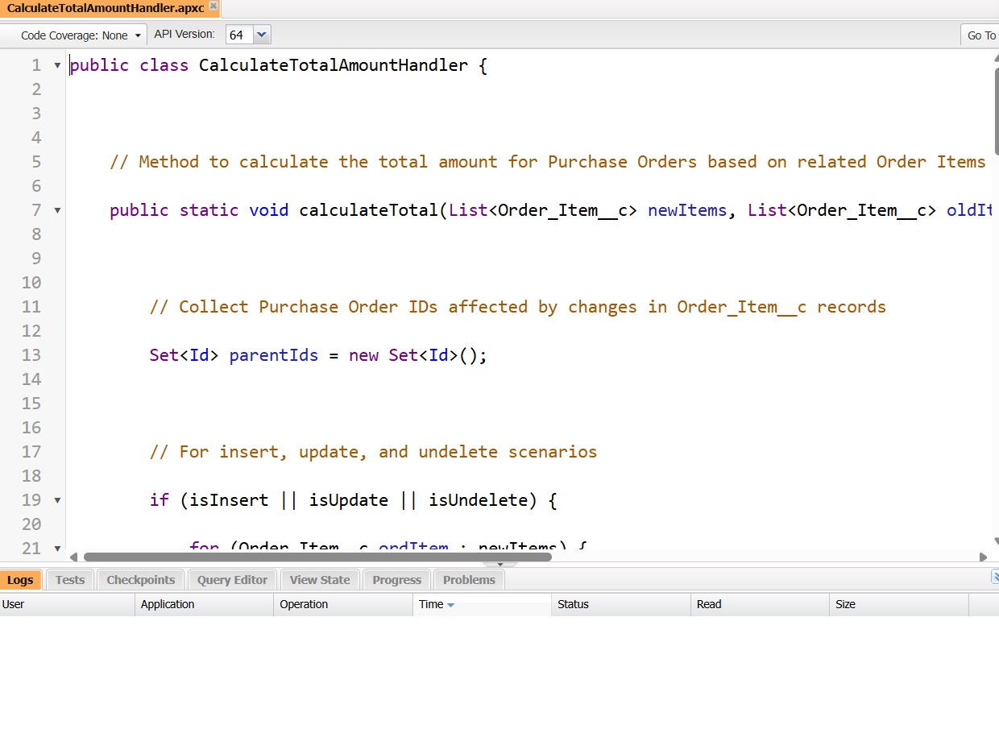 CalculateTotalAmountHandler.apxc
Code Coverage: None API Version: 64 Go To
1 public class CalculateTotalAmountHandler {
2
3
4
5 // Method to calculate the total amount for Purchase Orders based on related Order Items
6
7 public static void calculateTotal(List<Order_Item__c> newItems, List<Order_Item__c> oldIt
8
9
10
11 // Collect Purchase Order IDs affected by changes in Order_Item__c records
12
13 Set<Id> parentIds = new Set<Id>();
14
15
16
17 // For insert, update, and undelete scenarios
18
19 if (isInsert || isUpdate || isUndelete) {
20
21 for (Order_Item__c ordItem : newItems) {
Logs Tests Checkpoints Query Editor View State Progress Problems
User Application Operation Time Status Read Size